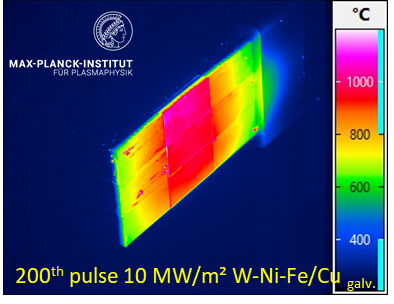 °C
MAX-PLANCK-INSTITUT
FÜR PLASMAPHYSIK
1000
800
600
400
200th pulse 10 MW/m² W-Ni-Fe/Cu galv.